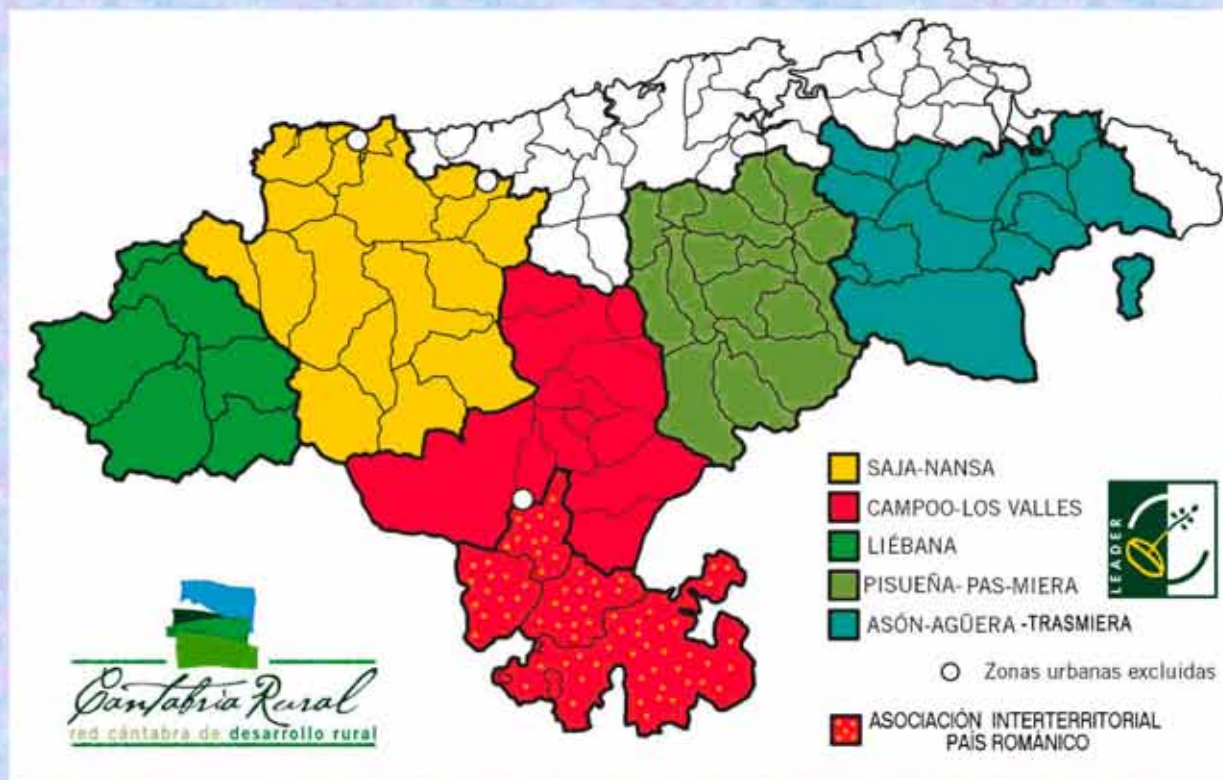 SAJA-NANSA
CAMPOO-LOS VALLES
LIÉBANA
PISUEÑA-PAS-MIERA
ASÓN-AGÜERA-TRASMIERA
Zonas urbanas excluidas
ASOCIACIÓN INTERTERRITORIAL
PAÍS ROMÁNICO
LEADER
Cantabria Rural
red cántabra de desarrollo rural